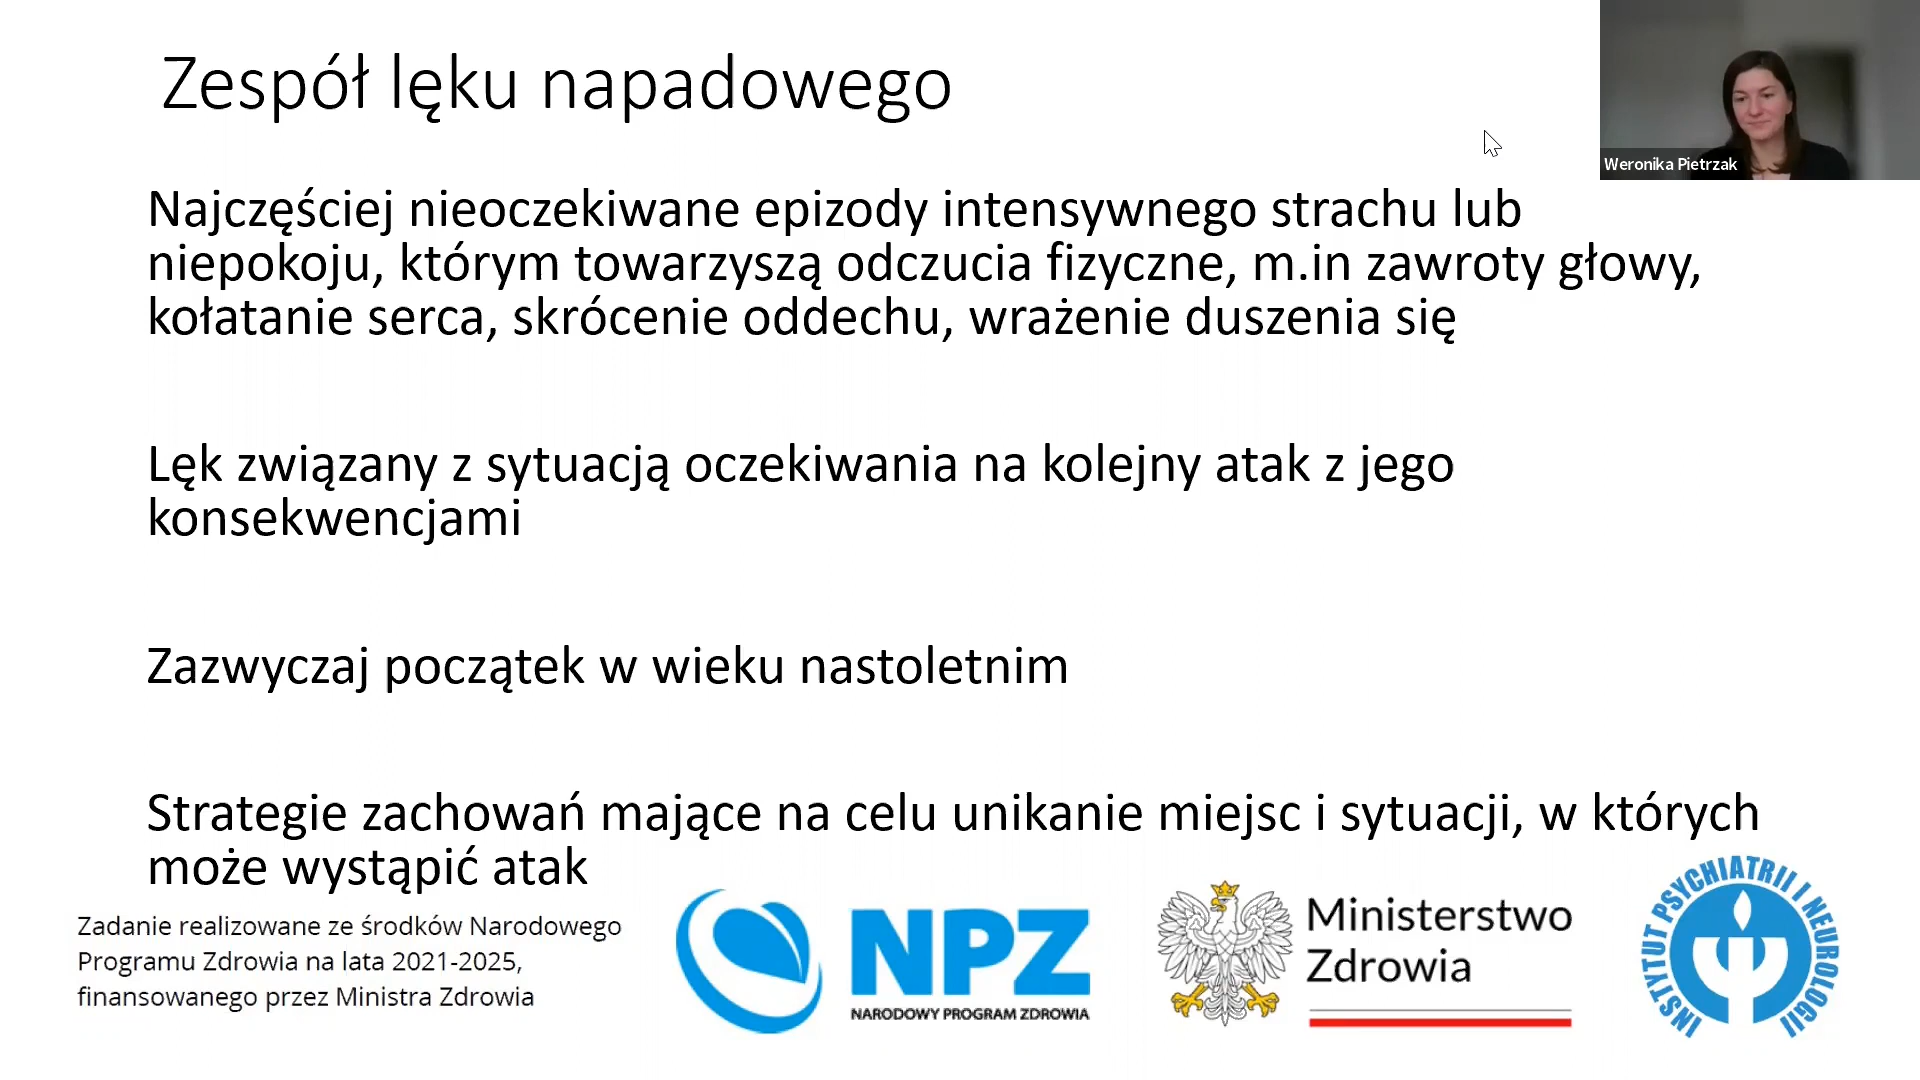 Zespół lęku napadowego
Weronika Pietrzak
Najczęściej nieoczekiwane epizody intensywnego strachu lub
niepokoju, którym towarzyszą odczucia fizyczne, m.in zawroty głowy,
kołatanie serca, skrócenie oddechu, wrażenie duszenia się
Lęk związany z sytuacją oczekiwania na kolejny atak z jego
konsekwencjami
Zazwyczaj początek w wieku nastoletnim
Strategie zachowań mające na celu unikanie miejsc i sytuacji, w których
może wystąpić atak
Zadanie realizowane ze środków Narodowego
Programu Zdrowia na lata 2021-2025,
finansowanego przez Ministra Zdrowia
NPZ
NARODOWY PROGRAM ZDROWIA
Ministerstwo
Zdrowia
INSTYTUT PSYCHIATRII I NEUROLOGII